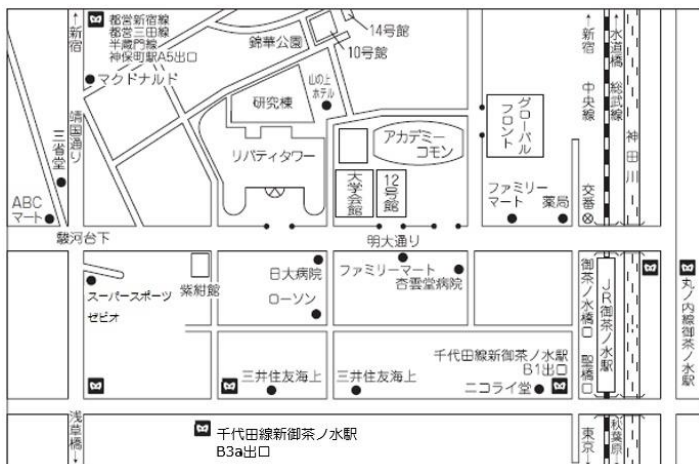 都営新宿線
都営三田線
半蔵門線
神保町駅A5出口
←新宿
マクドナルド
靖国通り
三省堂
ABC
マート
駿河台下
錦華公園
14号館
10号館
山の上
ホテル
研究棟
リバティタワー
アカデミー
コモン
大学会館
12号館
グローバル
フロント
ファミリー
マート
薬局
←新宿
中央線
交番
←水道橋
総武線
神田川
明大通り
スーパースポーツ
ゼビオ
紫紺館
日大病院
ローソン
ファミリーマート
杏雲堂病院
御茶ノ水橋口
聖橋口
JR御茶ノ水駅
丸ノ内線御茶ノ水駅
三井住友海上
三井住友海上
千代田線新御茶ノ水駅
B1出口
ニコライ堂
浅草橋→
千代田線新御茶ノ水駅
B3a出口
東京→
秋葉原→